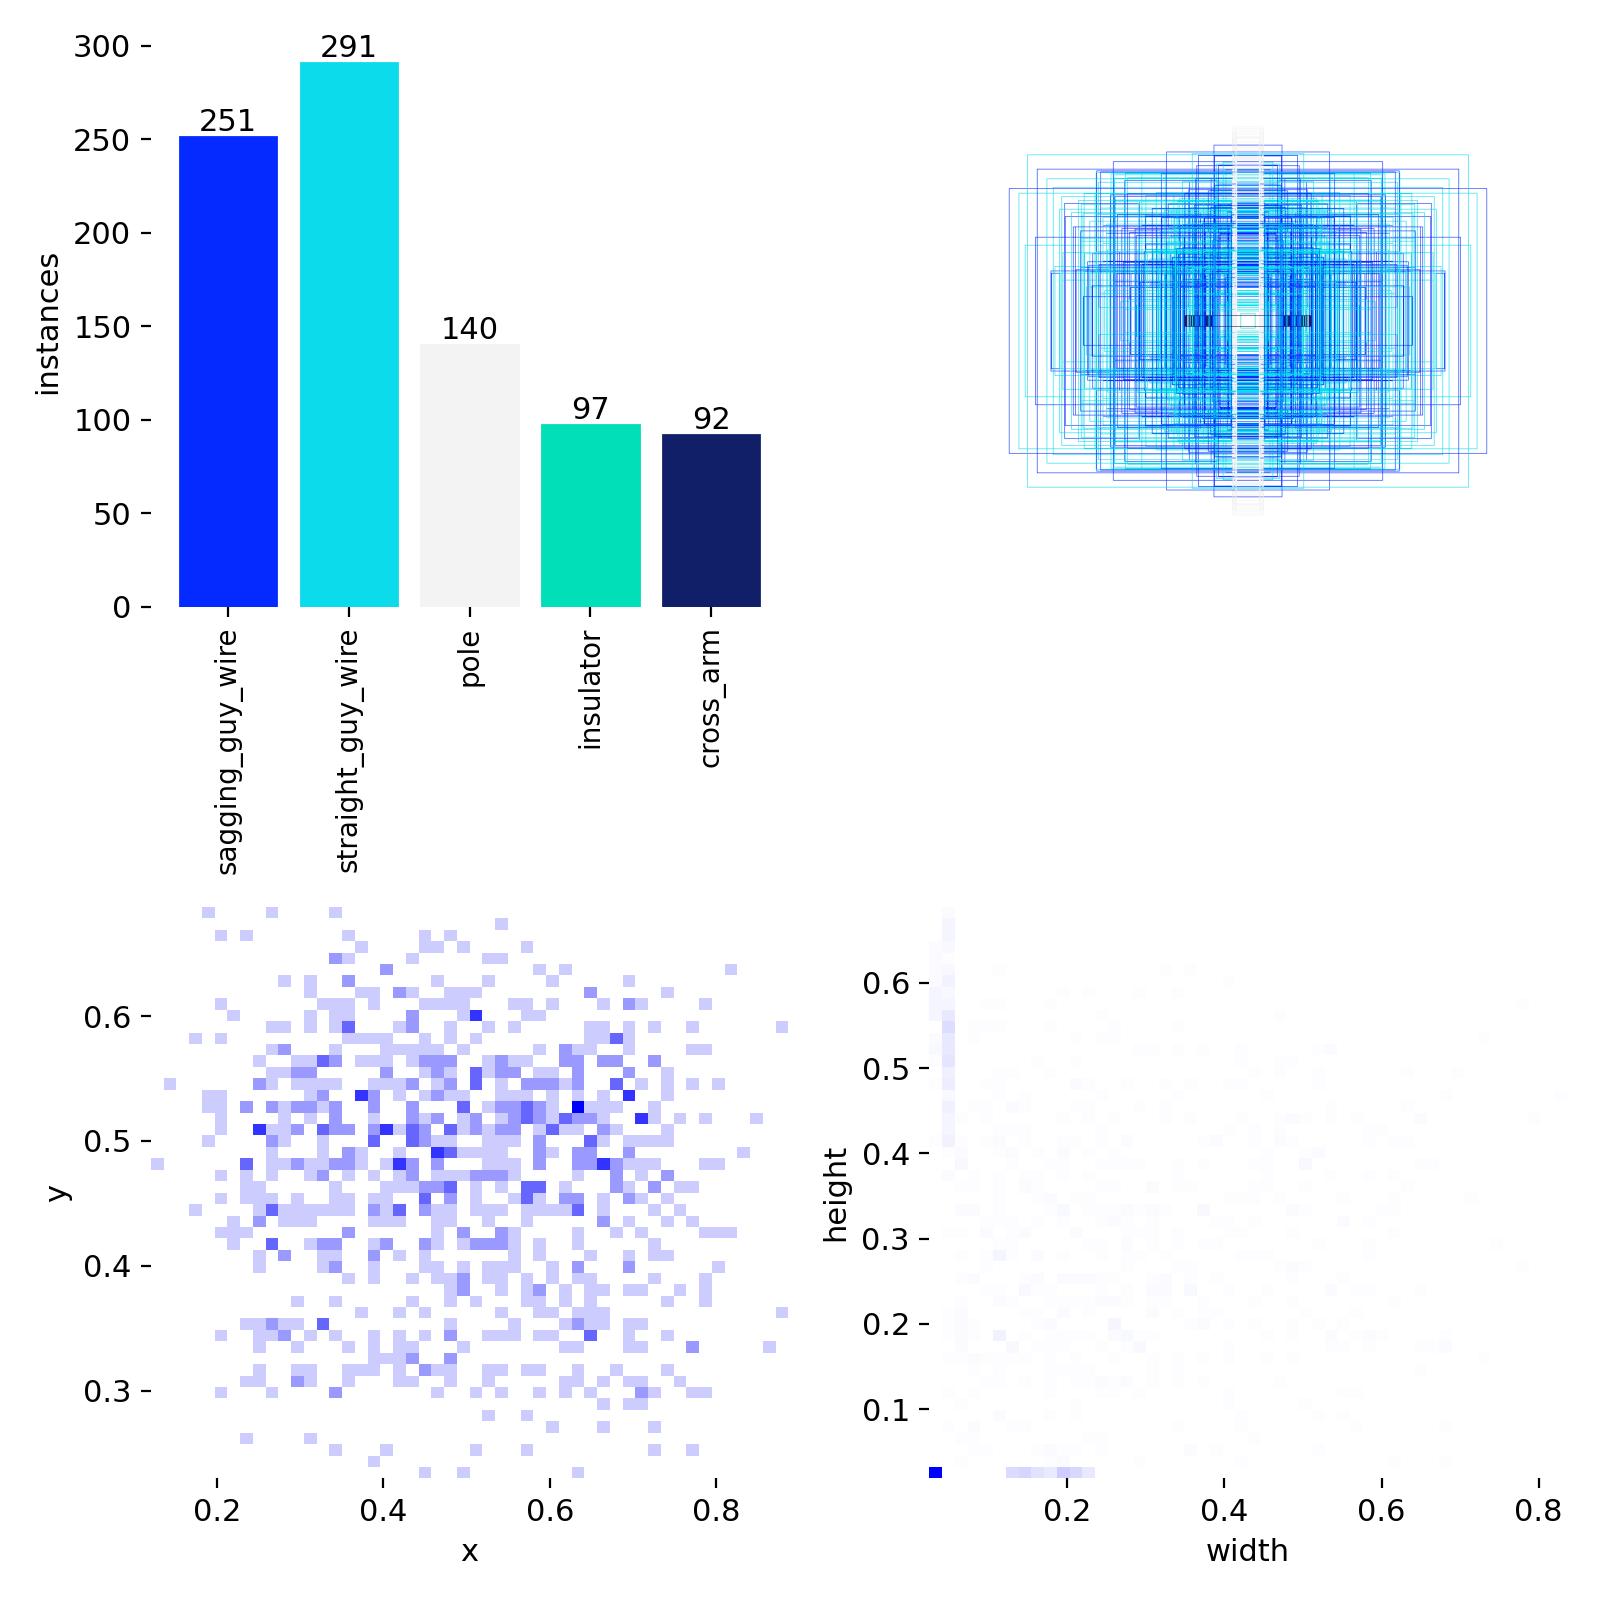 300
250
200
150
100
50
0
instances
251
291
140
97
92
sagging_guy_wire
straight_guy_wire
pole
insulator
cross_arm
0.6
0.5
0.4
0.3
y
0.2 0.4 0.6 0.8
x
0.6
0.5
0.4
0.3
0.2
0.1
height
0.2 0.4 0.6 0.8
width